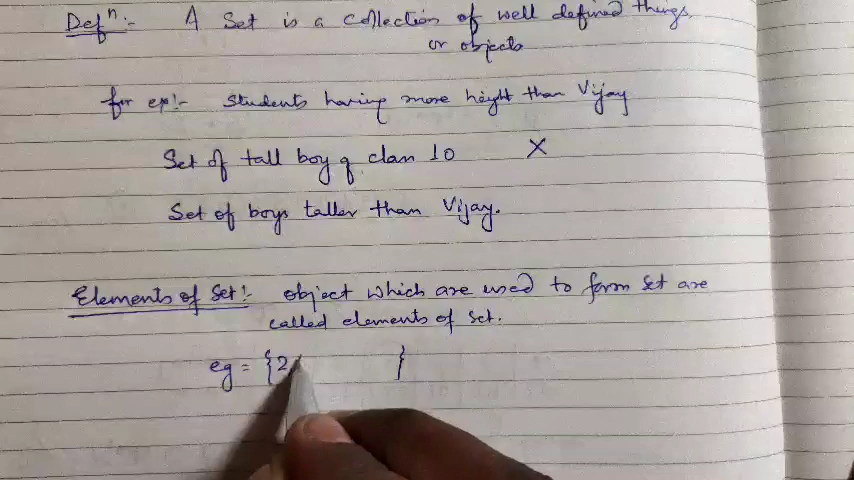 Defn:- A Set is a collection of well defined things
or objects
for ex:- Students having more height than Vijay
Set of tall boy of class 10 X
Set of boys taller than Vijay.
Elements of Set:- object which are used to form set are
called elements of set.
eg = {2, }